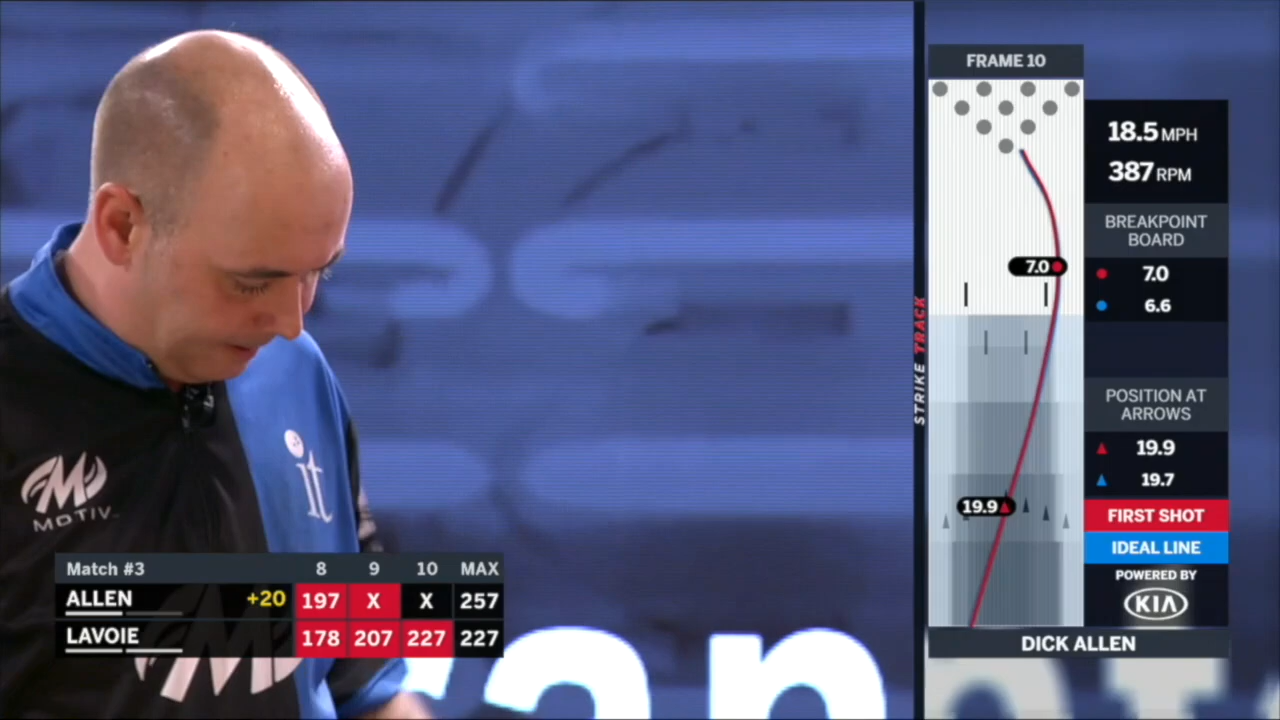 MOTIV
it
Match #3 8 9 10 MAX
ALLEN +20 197 X X 257
LAVOIE 178 207 227 227
STRIKE TRACK
FRAME 10
7.0
19.9
18.5 MPH
387 RPM
BREAKPOINT
BOARD
7.0
6.6
POSITION AT
ARROWS
19.9
19.7
FIRST SHOT
IDEAL LINE
POWERED BY
KIA
DICK ALLEN